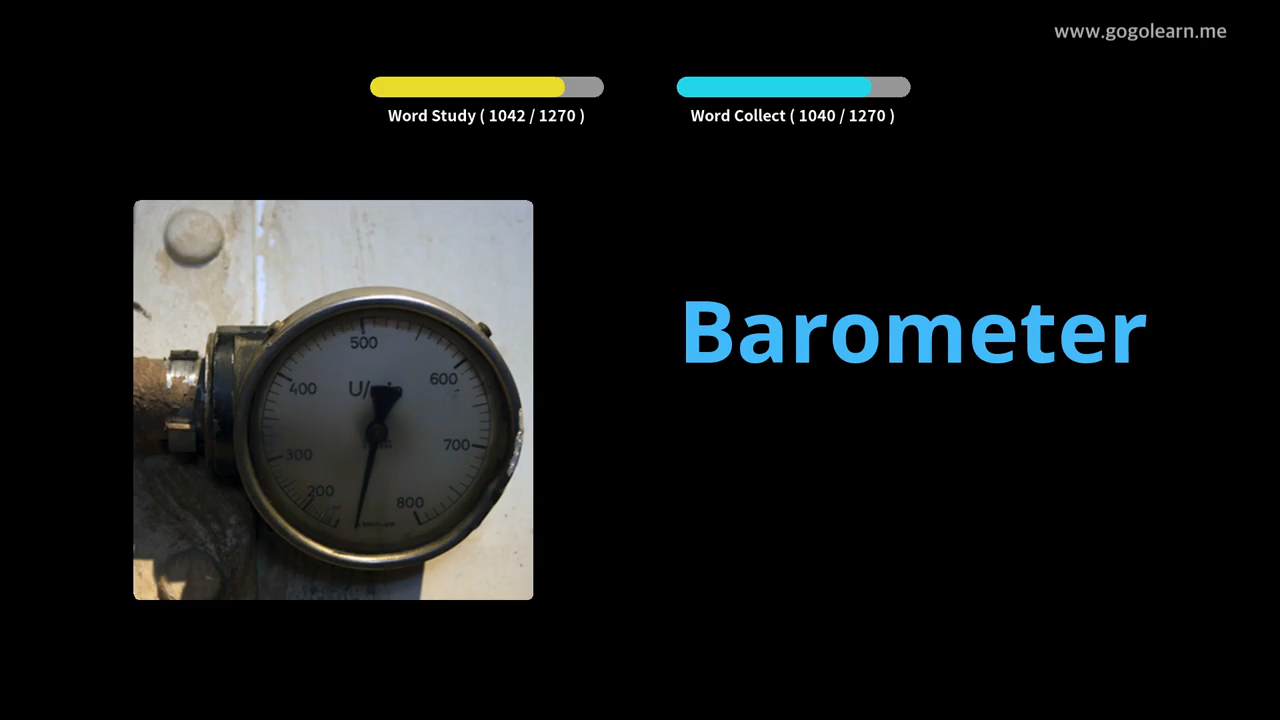 www.gogolearn.me
Word Study ( 1042 / 1270 )
Word Collect ( 1040 / 1270 )
Barometer
500
400
600
U/min
300
700
200
800